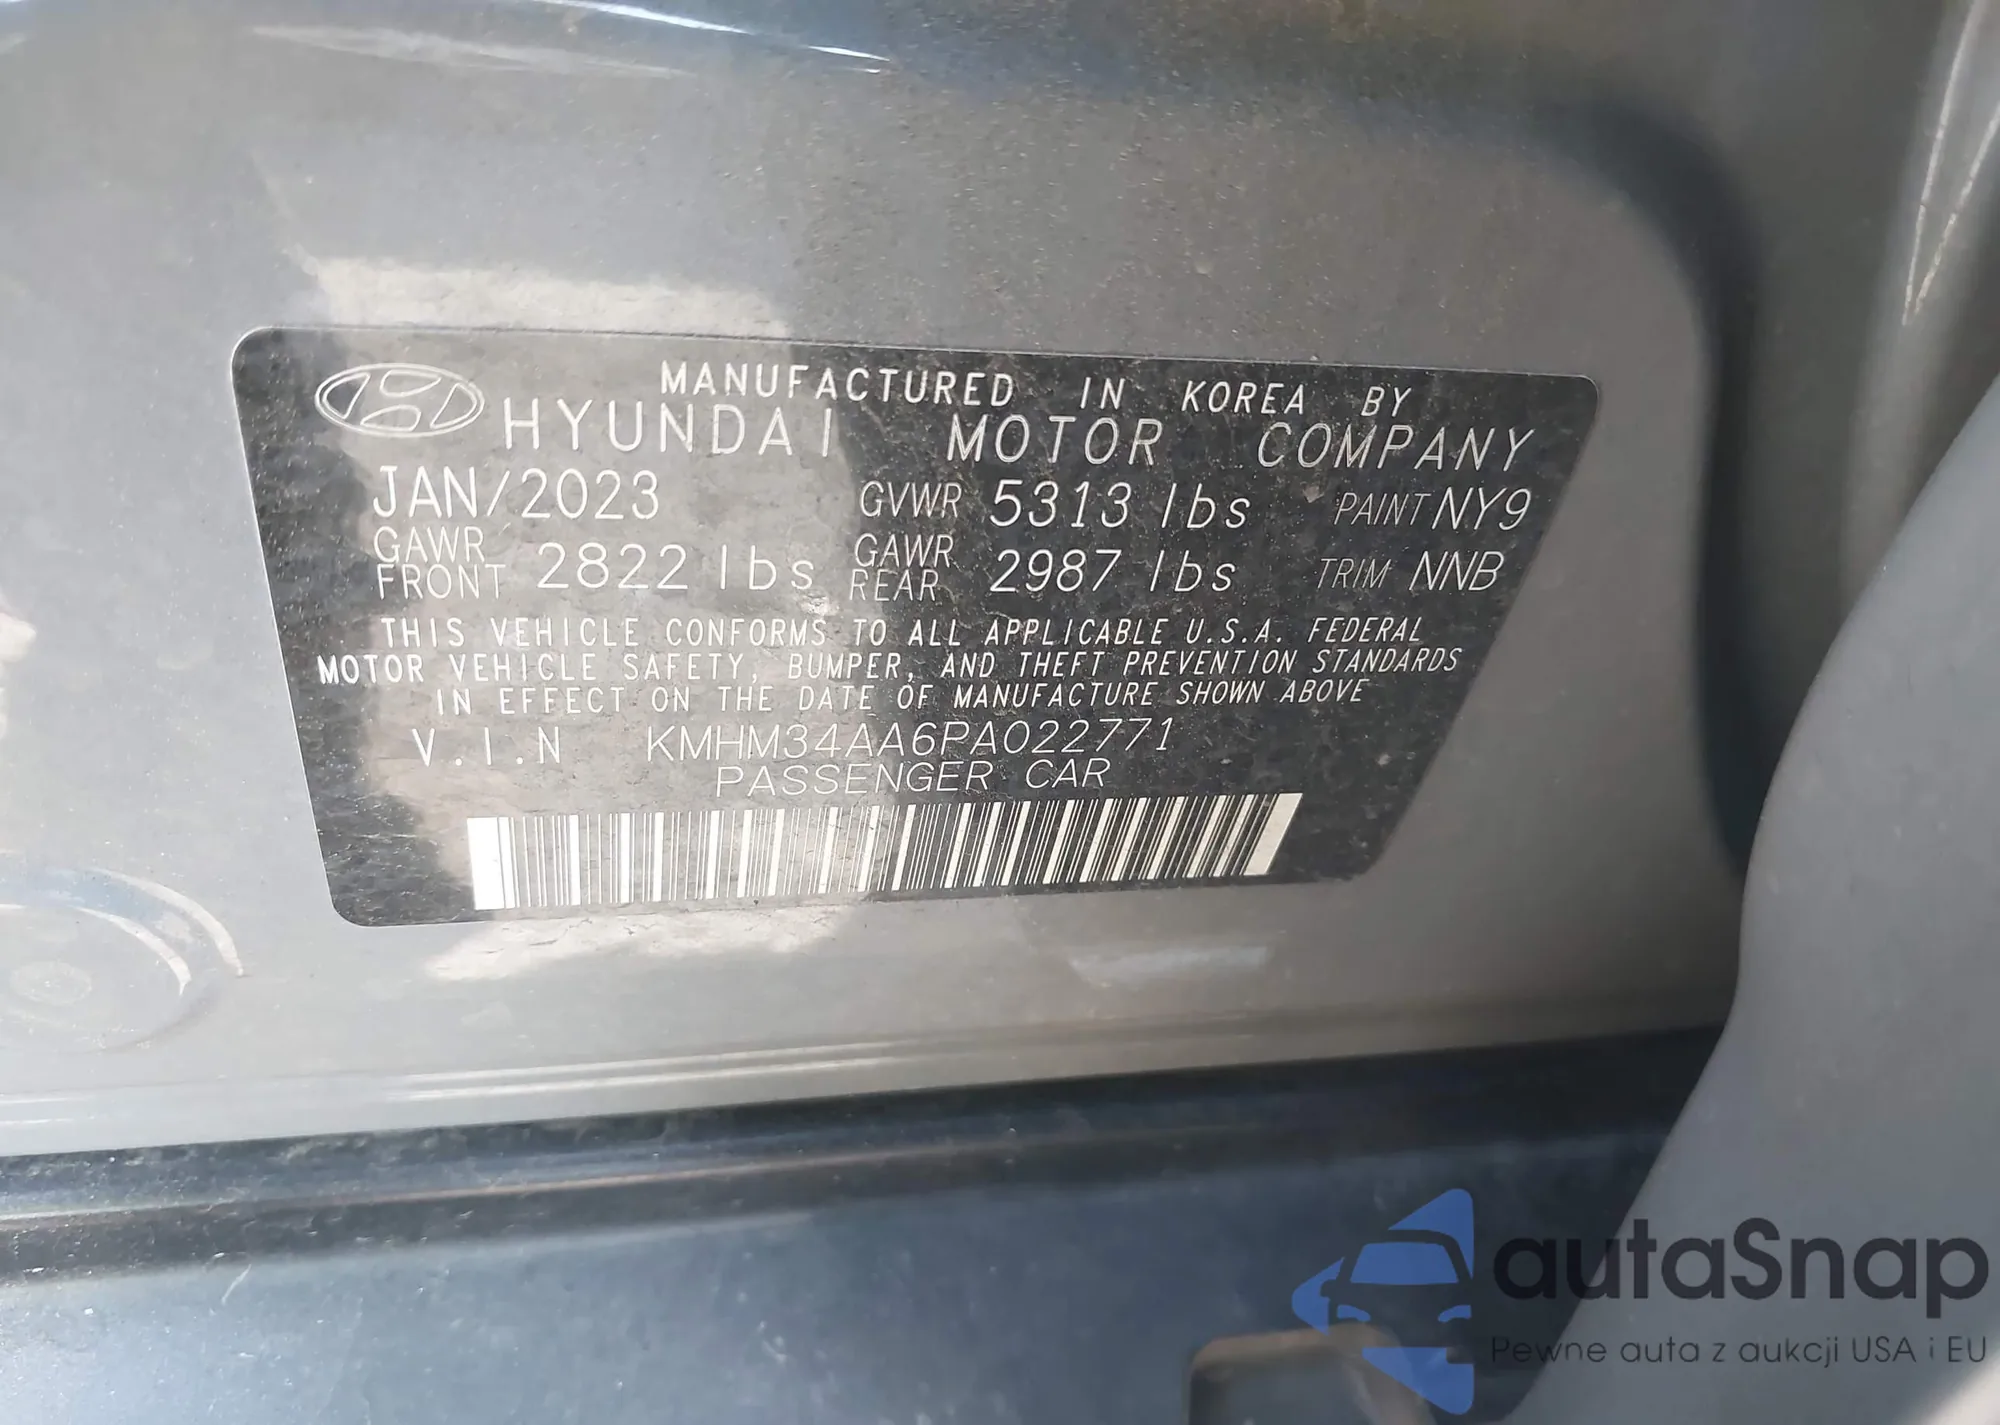 MANUFACTURED IN KOREA BY
HYUNDAI MOTOR COMPANY
JAN/2023 GVWR 5313 lbs PAINT NY9
GAWR FRONT 2822 lbs GAWR REAR 2987 lbs TRIM NNB
THIS VEHICLE CONFORMS TO ALL APPLICABLE U.S.A. FEDERAL
MOTOR VEHICLE SAFETY, BUMPER, AND THEFT PREVENTION STANDARDS
IN EFFECT ON THE DATE OF MANUFACTURE SHOWN ABOVE
V.I.N KMHM34AA6PA022771
PASSENGER CAR
autaSnap
Pewne auta z aukcji USA i EU